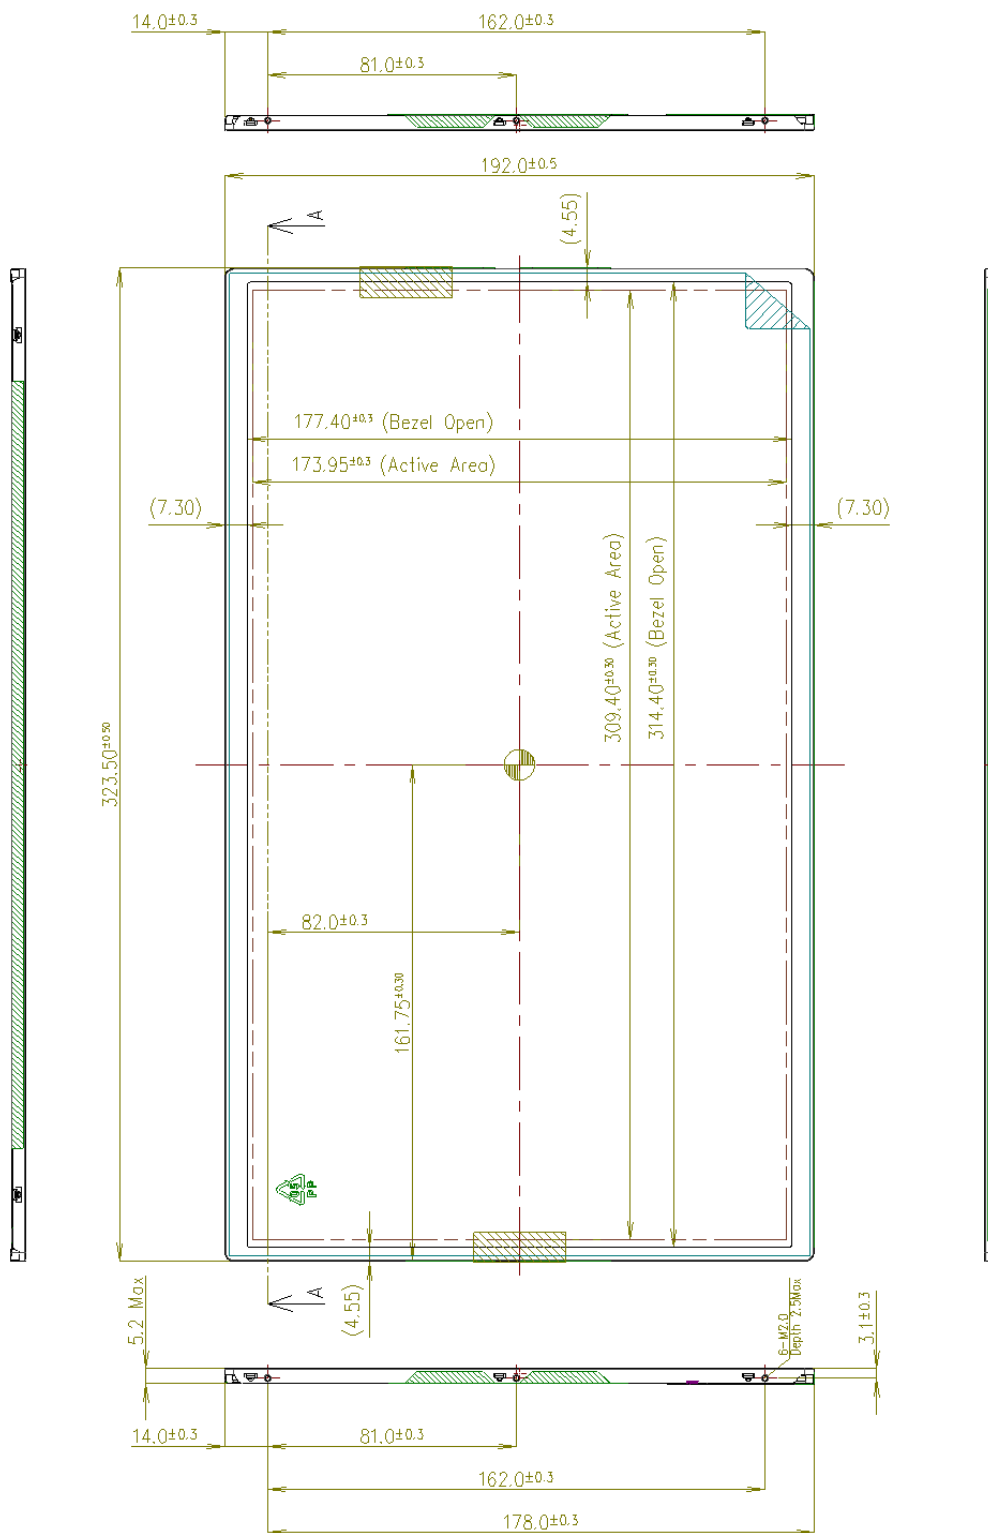 14.0±0.3
162.0±0.3
81.0±0.3
192.0±0.5
A
(4.55)
177.40±0.3 (Bezel Open)
173.95±0.3 (Active Area)
(7.30)
(7.30)
309.40±0.30 (Active Area)
314.40±0.30 (Bezel Open)
323.50±0.50
82.0±0.3
161.75±0.30
05
PP
A
(4.55)
5.2 Max
6-M2.0
Depth 2.5Max
3.1±0.3
14.0±0.3
81.0±0.3
162.0±0.3
178.0±0.3